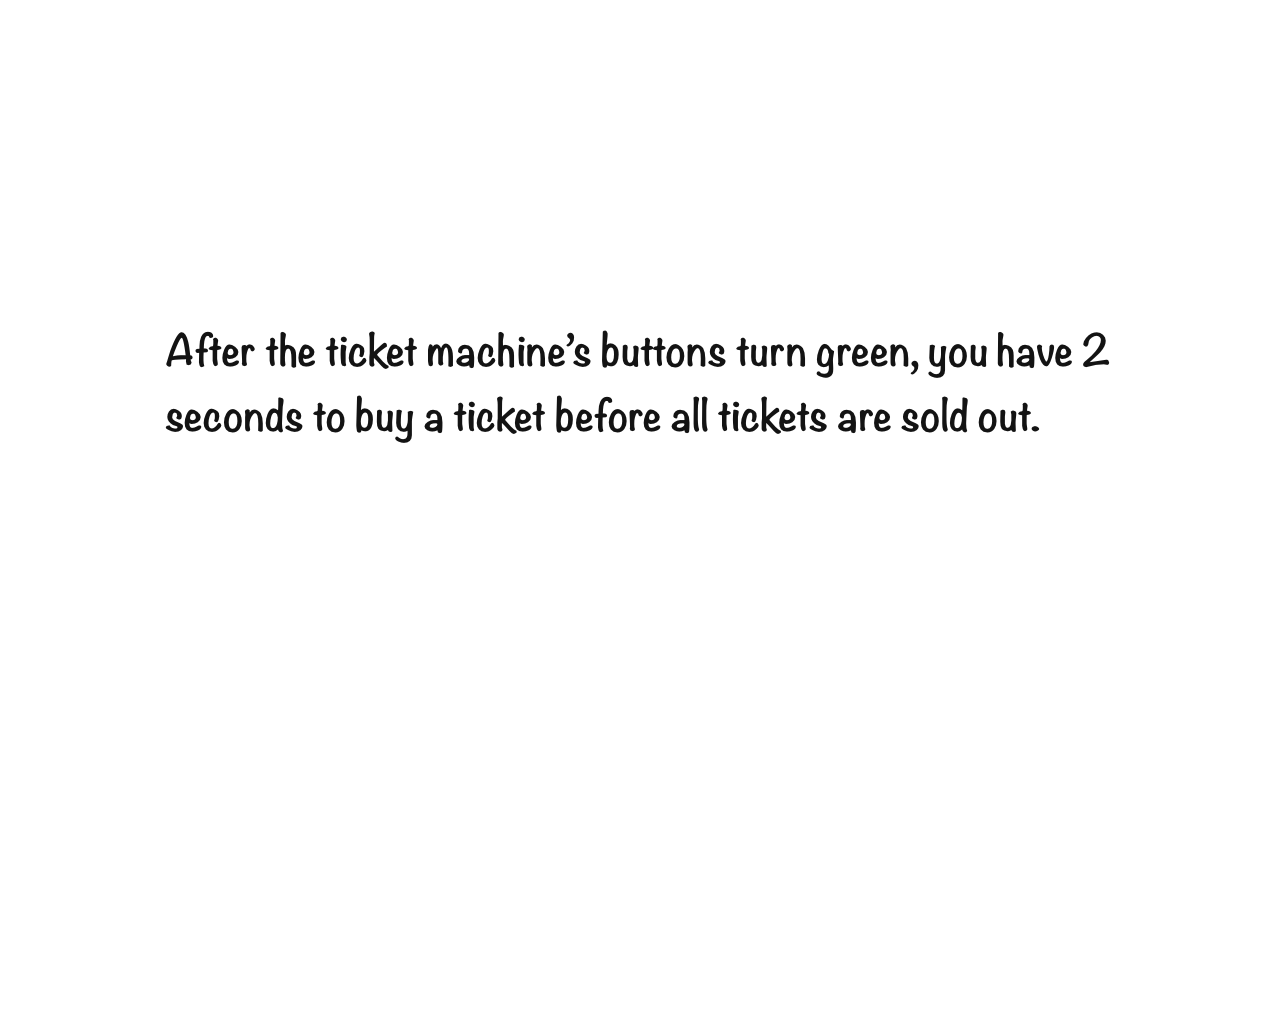 After the ticket machine’s buttons turn green, you have 2
seconds to buy a ticket before all tickets are sold out.